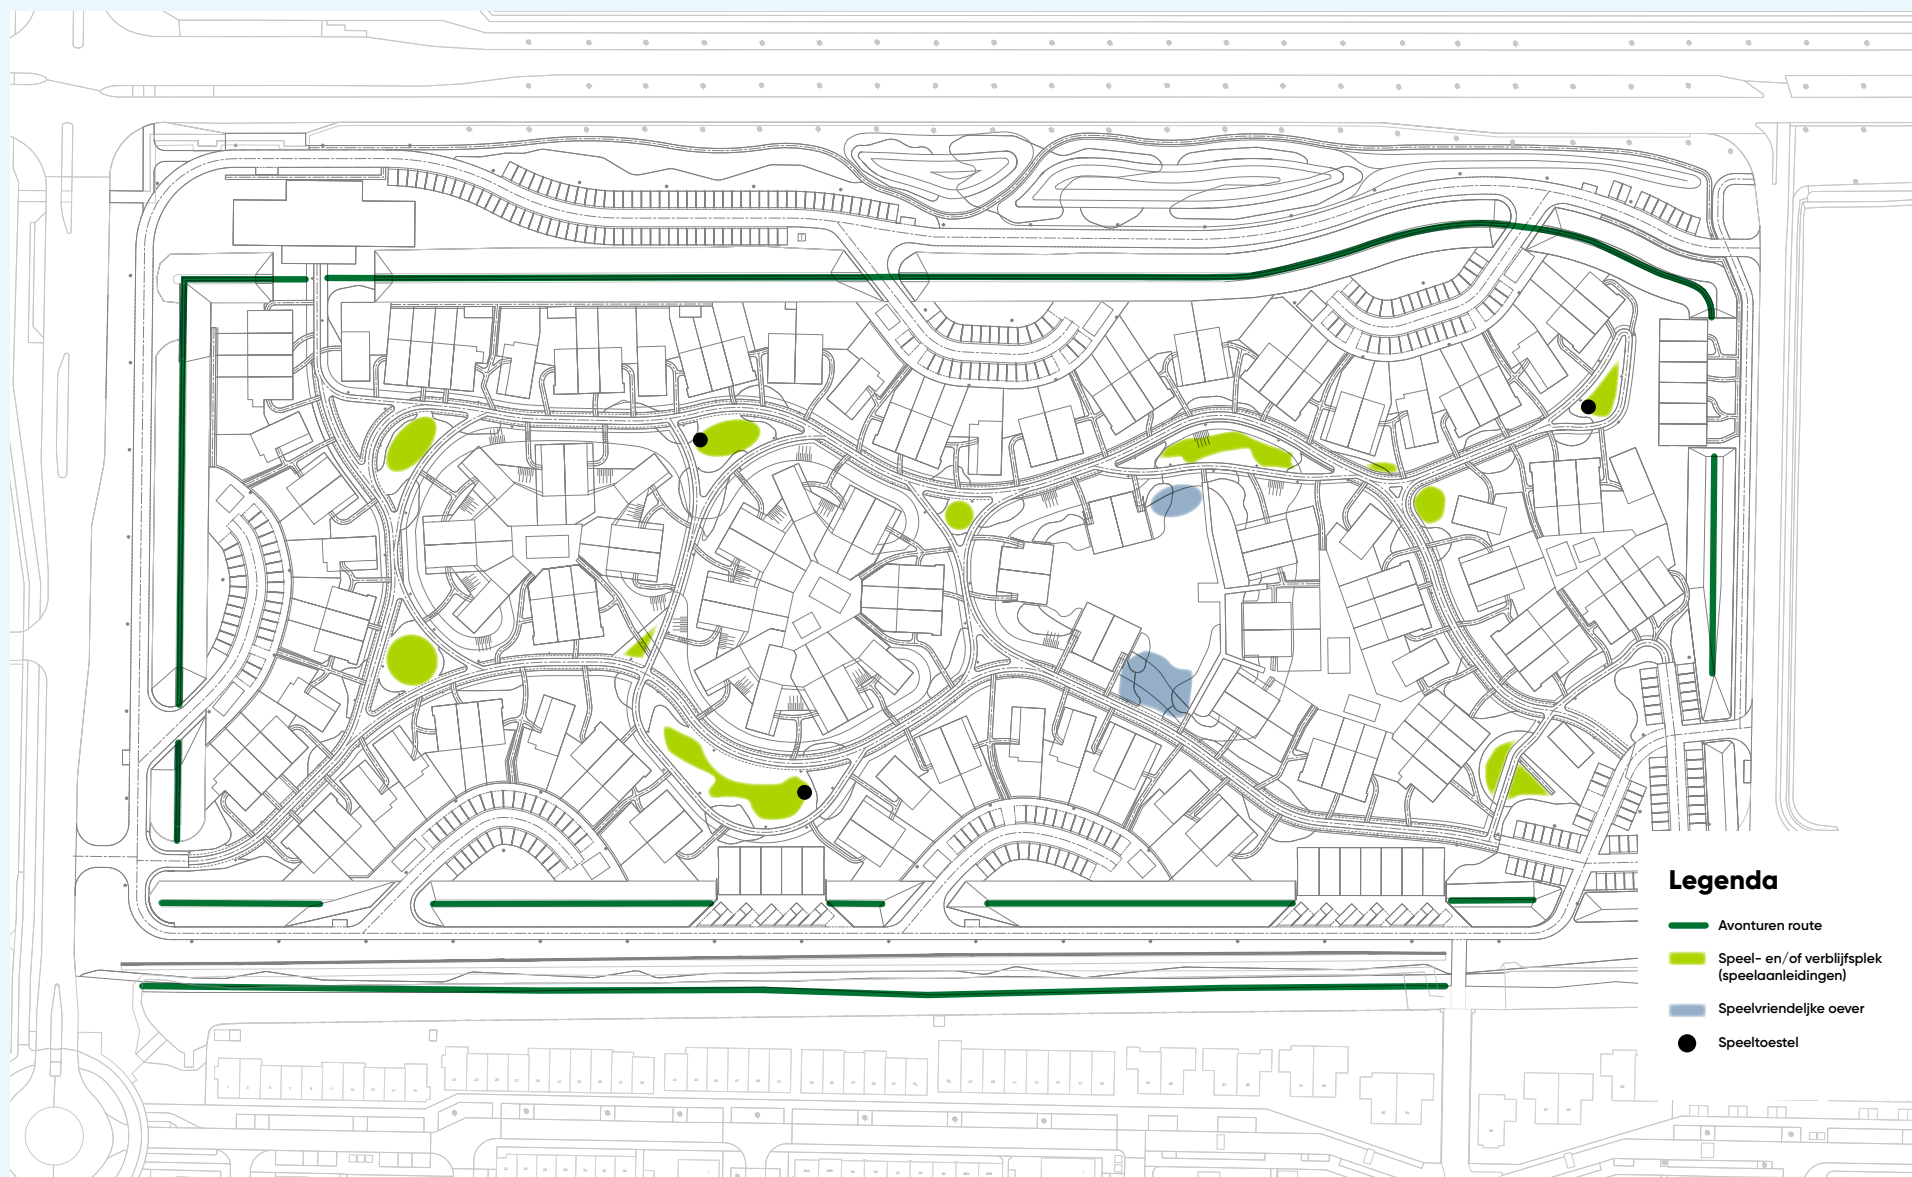 Legenda
Avonturen route
Speel- en/of verblijfsplek
(speelaanleidingen)
Speelvriendeljke oever
Speeltoestel